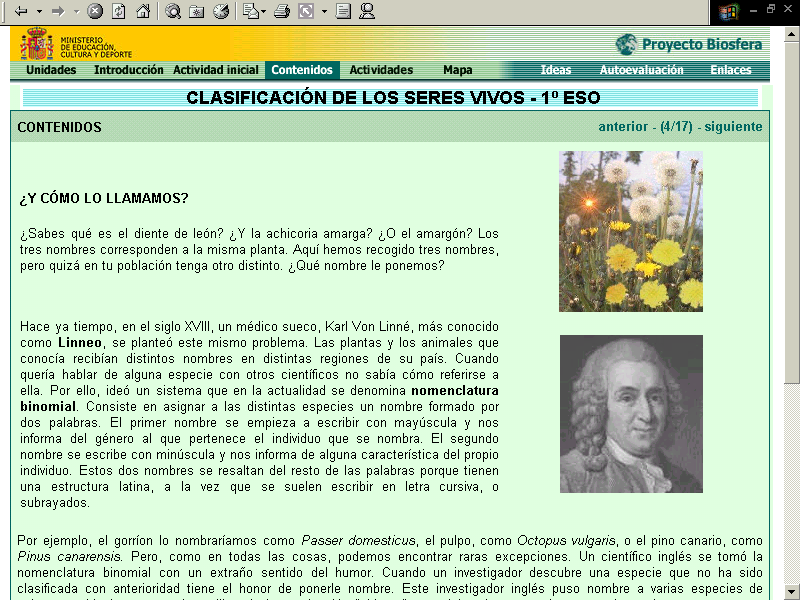 MINISTERIO
DE EDUCACIÓN,
CULTURA Y DEPORTE
Proyecto Biosfera
Unidades Introducción Actividad inicial Contenidos Actividades Mapa Ideas Autoevaluación Enlaces
CLASIFICACIÓN DE LOS SERES VIVOS - 1º ESO
CONTENIDOS
anterior - (4/17) - siguiente
¿Y CÓMO LO LLAMAMOS?
¿Sabes qué es el diente de león? ¿Y la achicoria amarga? ¿O el amargón? Los
tres nombres corresponden a la misma planta. Aquí hemos recogido tres nombres,
pero quizá en tu población tenga otro distinto. ¿Qué nombre le ponemos?
Hace ya tiempo, en el siglo XVIII, un médico sueco, Karl Von Linné, más conocido
como Linneo, se planteó este mismo problema. Las plantas y los animales que
conocía recibían distintos nombres en distintas regiones de su país. Cuando
quería hablar de alguna especie con otros científicos no sabía cómo referirse a
ella. Por ello, ideó un sistema que en la actualidad se denomina nomenclatura
binomial. Consiste en asignar a las distintas especies un nombre formado por
dos palabras. El primer nombre se empieza a escribir con mayúscula y nos
informa del género al que pertenece el individuo que se nombra. El segundo
nombre se escribe con minúscula y nos informa de alguna característica del propio
individuo. Estos dos nombres se resaltan del resto de las palabras porque tienen
una estructura latina, a la vez que se suelen escribir en letra cursiva, o
subrayados.
Por ejemplo, el gorríon lo nombraríamos como Passer domesticus, el pulpo, como Octopus vulgaris, o el pino canario, como
Pinus canarensis. Pero, como en todas las cosas, podemos encontrar raras excepciones. Un científico inglés se tomó la
nomenclatura binomial con un extraño sentido del humor. Cuando un investigador descubre una especie que no ha sido
clasificada con anterioridad tiene el honor de ponerle nombre. Este investigador inglés puso nombre a varias especies de